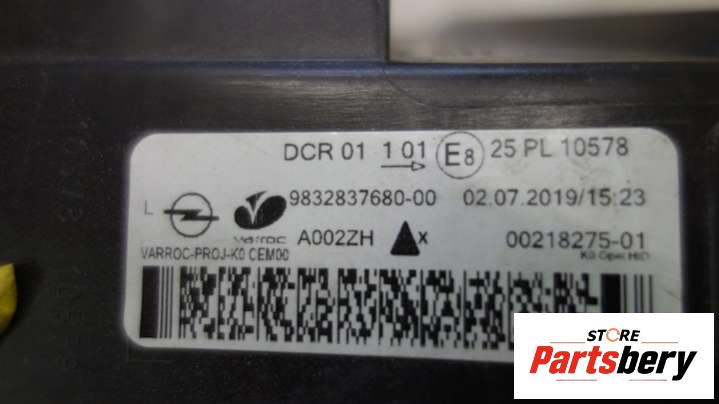 DCR 01 1 01 E8 25 PL 10578
9832837680-00 02.07.2019/15:23
L varroc A002ZH X 00218275-01
VARROC-PROJ-K0 CEM00 K0 Opel HID
STORE
Partsbery